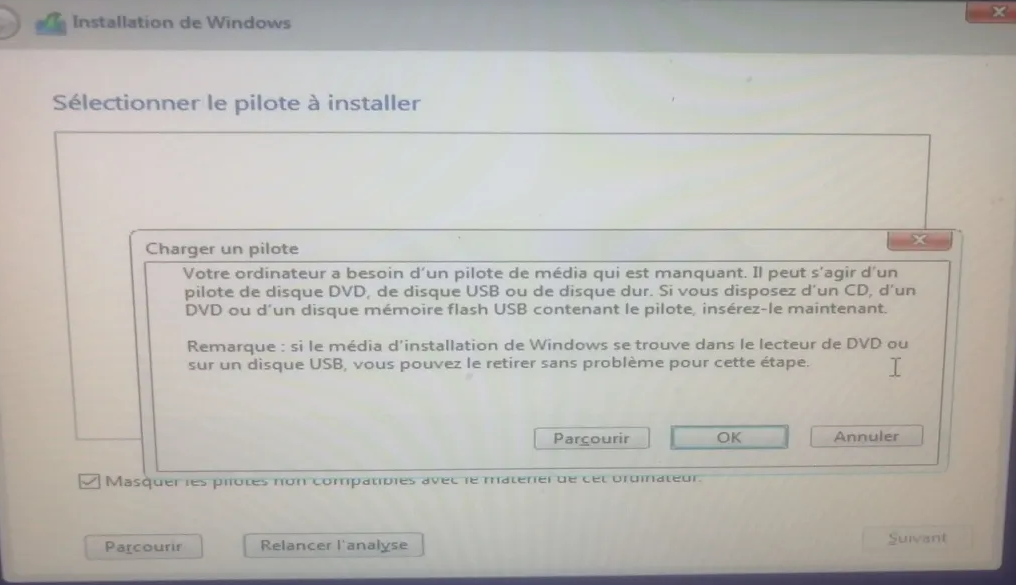 Installation de Windows
Sélectionner le pilote à installer
Charger un pilote
Votre ordinateur a besoin d'un pilote de média qui est manquant. Il peut s'agir d'un
pilote de disque DVD, de disque USB ou de disque dur. Si vous disposez d'un CD, d'un
DVD ou d'un disque mémoire flash USB contenant le pilote, insérez-le maintenant.
Remarque : si le média d'installation de Windows se trouve dans le lecteur de DVD ou
sur un disque USB, vous pouvez le retirer sans problème pour cette étape.
Parcourir OK Annuler
Masquer les pilotes non compatibles avec le matériel de cet ordinateur.
Parcourir Relancer l'analyse Suivant